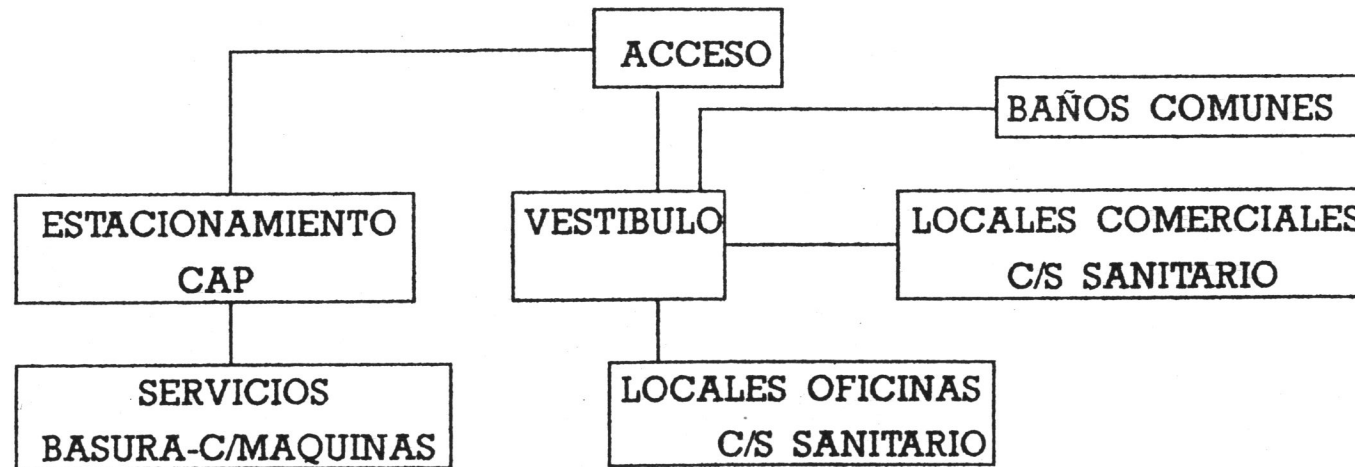 ACCESO
BAÑOS COMUNES
ESTACIONAMIENTO
CAP
VESTIBULO
LOCALES COMERCIALES
C/S SANITARIO
SERVICIOS
BASURA-C/MAQUINAS
LOCALES OFICINAS
C/S SANITARIO